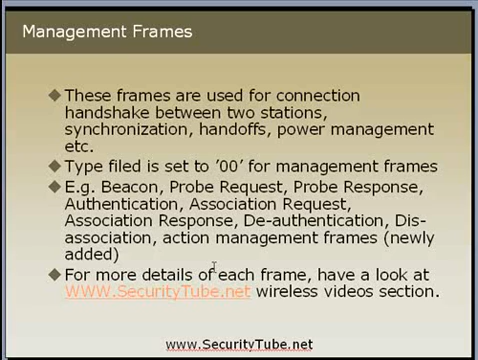 Management Frames
These frames are used for connection
handshake between two stations,
synchronization, handoffs, power management
etc.
Type filed is set to '00' for management frames
E.g. Beacon, Probe Request, Probe Response,
Authentication, Association Request,
Association Response, De-authentication, Dis-
association, action management frames (newly
added)
For more details of each frame, have a look at
WWW.SecurityTube.net wireless videos section.
www.SecurityTube.net